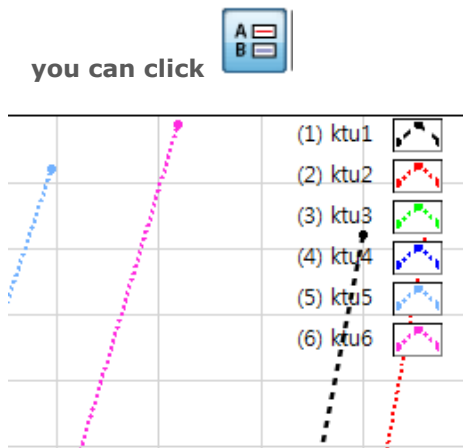 you can click
A
B
(1) ktu1
(2) ktu2
(3) ktu3
(4) ktu4
(5) ktu5
(6) ktu6